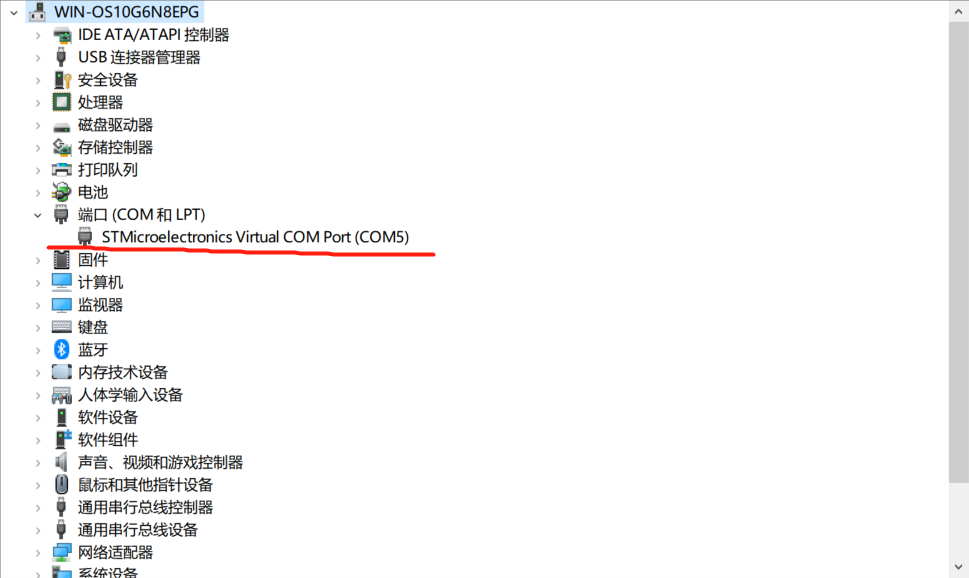 WIN-OS10G6N8EPG
IDE ATA/ATAPI 控制器
USB 连接器管理器
安全设备
处理器
磁盘驱动器
存储控制器
打印队列
电池
端口 (COM 和 LPT)
STMicroelectronics Virtual COM Port (COM5)
固件
计算机
监视器
键盘
蓝牙
内存技术设备
人体学输入设备
软件设备
软件组件
声音、视频和游戏控制器
鼠标和其他指针设备
通用串行总线控制器
通用串行总线设备
网络适配器
系统设备